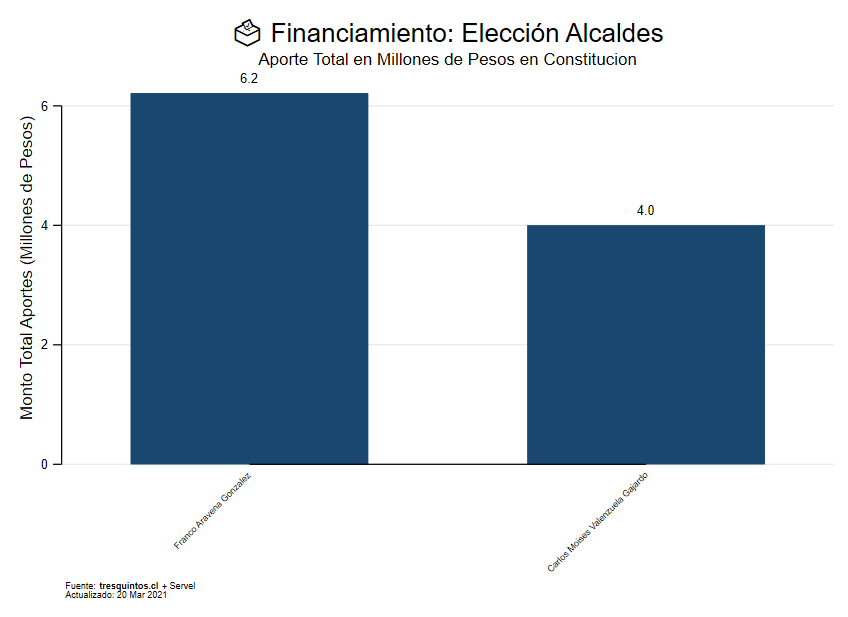 Financiamiento: Elección Alcaldes
Aporte Total en Millones de Pesos en Constitucion
6.2
4.0
Monto Total Aportes (Millones de Pesos)
6
4
2
0
Franco Aravena Gonzalez
Carlos Moises Valenzuela Gajardo
Fuente: tresquintos.cl + Servel
Actualizado: 20 Mar 2021